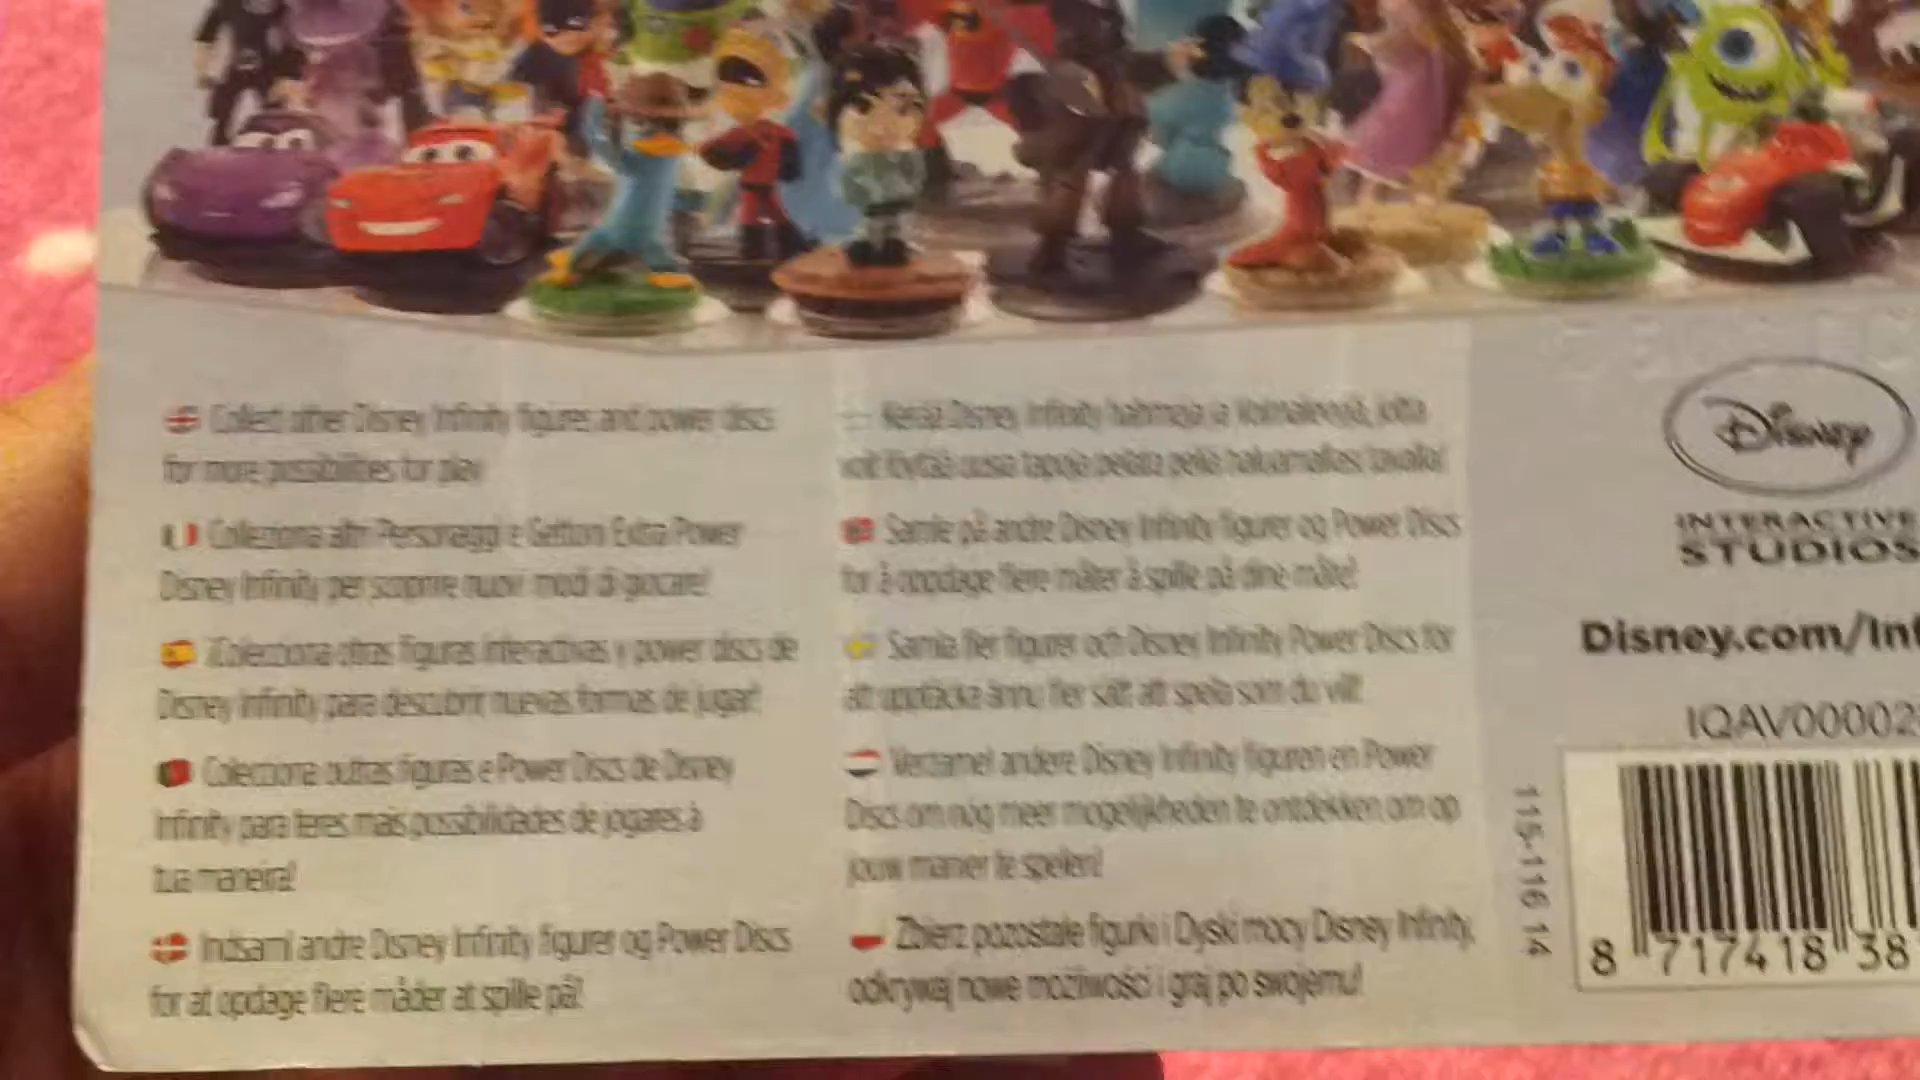 Collect other Disney Infinity figures and power discs
for more possibilities for play
Colleziona altri Personaggi e Gettoni Extra Power
Disney Infinity per scoprire nuovi modi di giocare!
¡Colecciona otras figuras interactivas y power discs de
Disney Infinity para descubrir nuevas formas de jugar!
Colecciona outras figuras e Power Discs de Disney
Infinity para teres mais possibilidades de jogares à
tua maneira!
Indsaml andre Disney Infinity figurer og Power Discs
for at opdage flere måder at spille på!
Kerää Disney Infinity hahmoja ja Voimalevyjä, jotta
voit löytää uusia tapoja pelata peliä haluamallasi tavalla!
Samle på andre Disney Infinity figurer og Power Discs
for å oppdage flere måter å spille på dine måte!
Samla fler figurer och Disney Infinity Power Discs för
att upptäcka ännu fler sätt att spela som du vill!
Verzamel andere Disney Infinity figuren en Power
Discs om nóg meer mogelijkheden te ontdekken om op
jouw manier te spelen!
Zbierz pozostałe figurki i Dyski mocy Disney Infinity,
odkrywaj nowe możliwości i graj po swojemu!
Disney
INTERACTIVE
STUDIOS
Disney.com/Inf
IQAV00002
115-116 14
8 717418 38